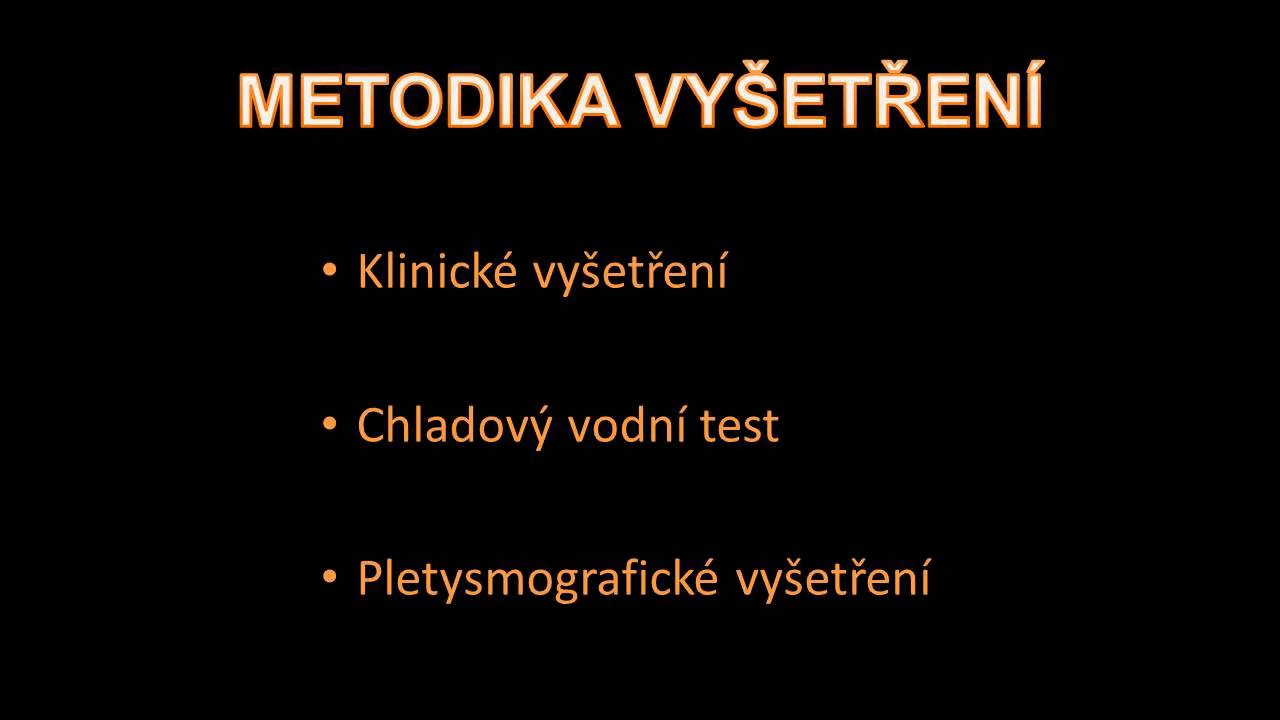 METODIKA VYŠETŘENÍ
• Klinické vyšetření
• Chladový vodní test
• Pletysmografické vyšetření